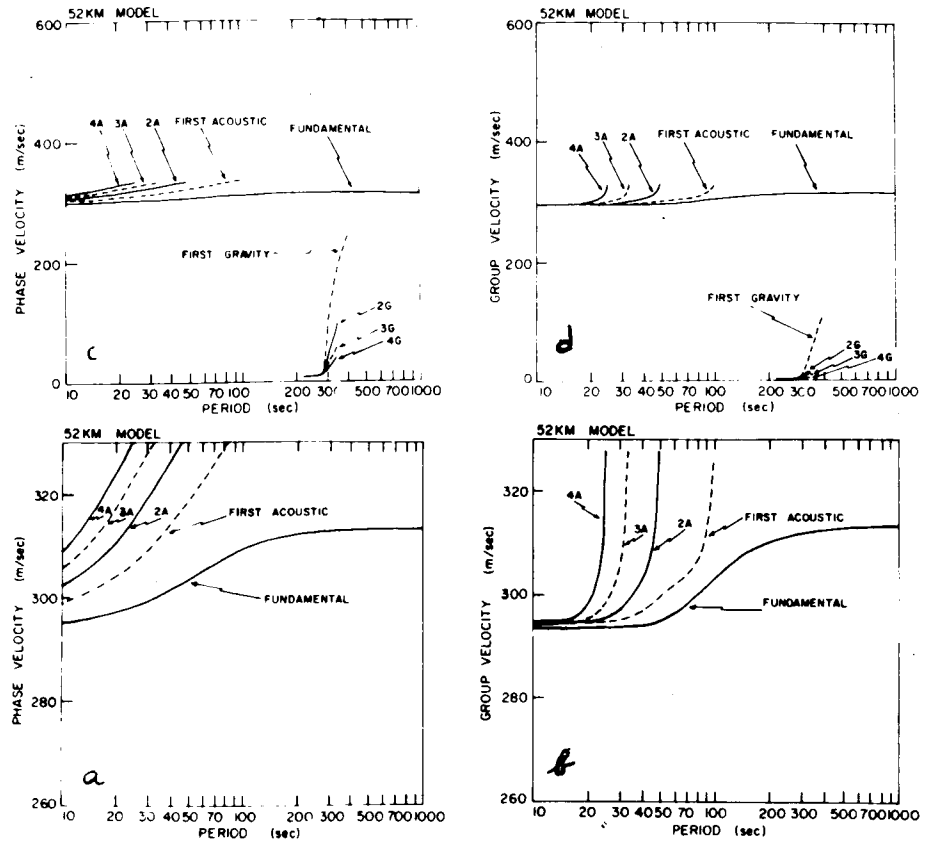 52KM MODEL
600
400
200
0
PHASE VELOCITY (m/sec)
4A 3A 2A FIRST ACOUSTIC
FUNDAMENTAL
FIRST GRAVITY
2G
3G
4G
c
10 20 30 40 50 70 100 200 300 500 700 1000
PERIOD (sec)
52KM MODEL
600
400
200
0
GROUP VELOCITY (m/sec)
4A 3A 2A FIRST ACOUSTIC
FUNDAMENTAL
FIRST GRAVITY
2G
3G
4G
d
10 20 30 40 50 70 100 200 300 500 700 1000
PERIOD (sec)
52KM MODEL
320
300
280
260
PHASE VELOCITY (m/sec)
4A 3A 2A FIRST ACOUSTIC
FUNDAMENTAL
a
10 20 30 40 50 70 100 200 300 500 700 1000
PERIOD (sec)
52KM MODEL
320
300
280
260
GROUP VELOCITY (m/sec)
4A
3A 2A FIRST ACOUSTIC
FUNDAMENTAL
b
10 20 30 40 50 70 100 200 300 500 700 1000
PERIOD (sec)